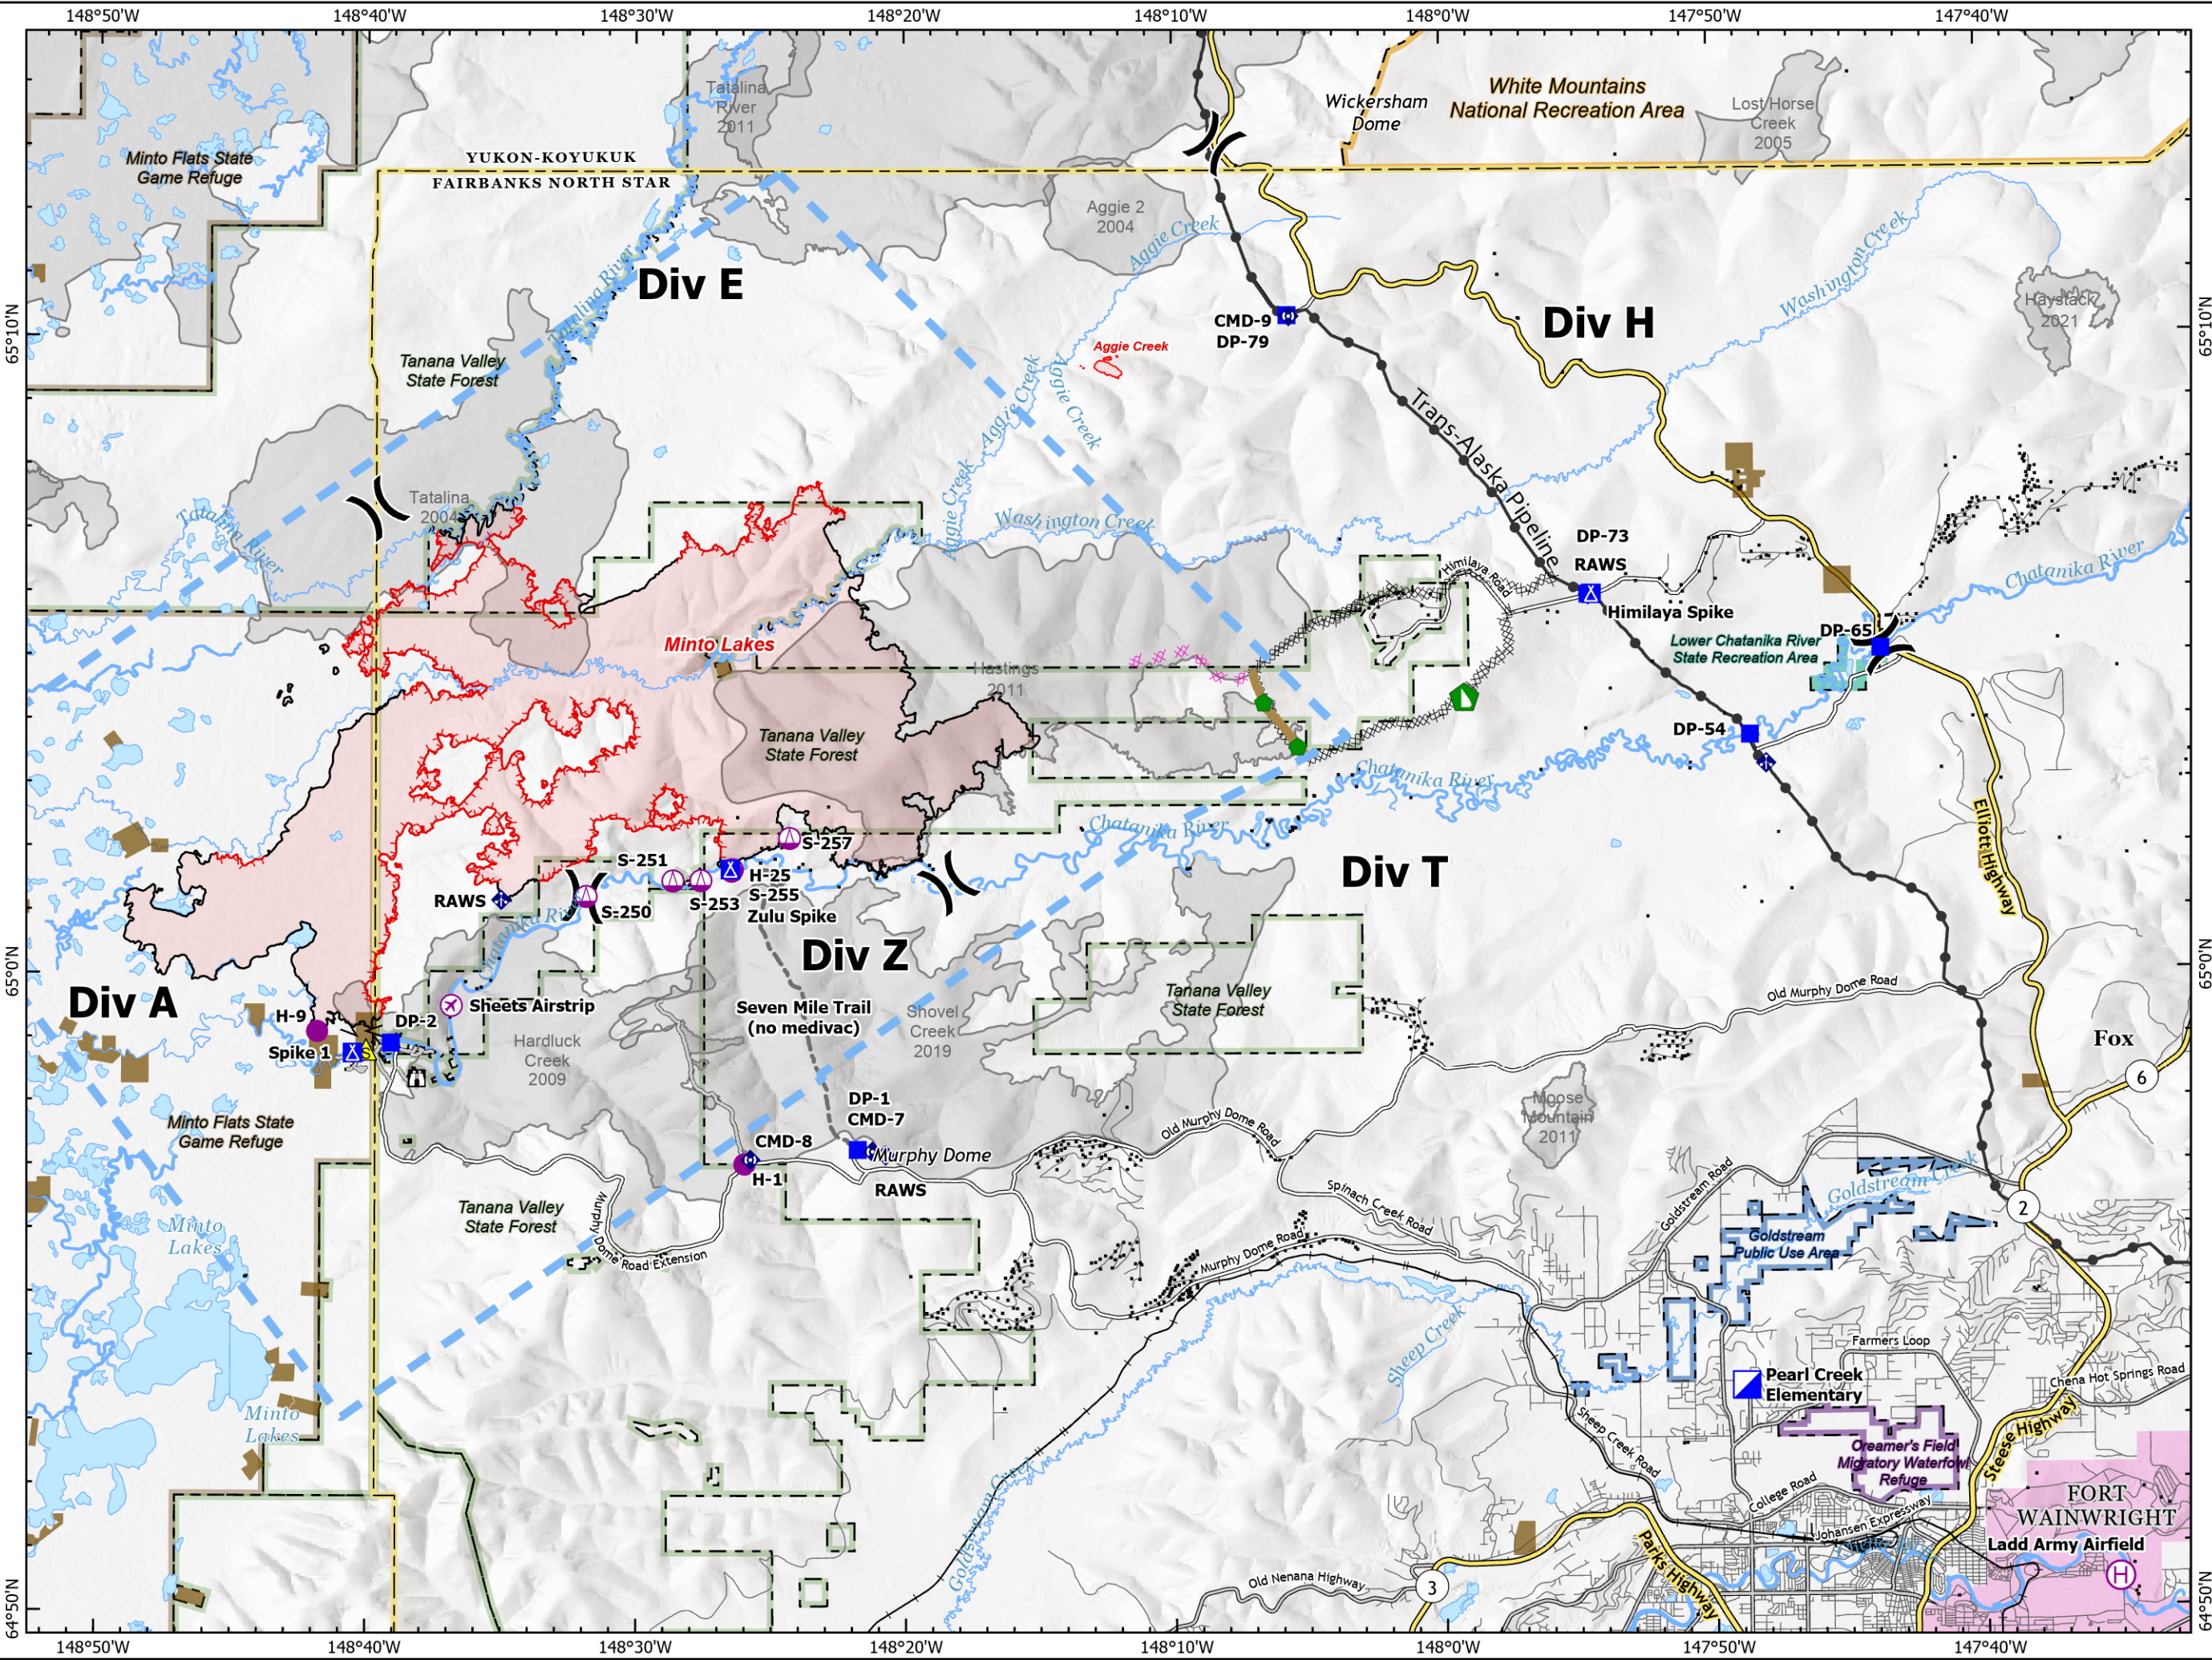 148°50'W 148°40'W 148°30'W 148°20'W 148°10'W 148°0'W 147°50'W 147°40'W
Tatalina
River
2011
White Mountains
National Recreation Area
Wickersham
Dome
Lost Horse
Creek
2005
Minto Flats State
Game Refuge
YUKON-KOYUKUK
FAIRBANKS NORTH STAR
Aggie 2
2004
Aggie Creek
Washington Creek
Div E
Tatalina River
Haystack
2021
65°10'N
65°10'N
CMD-9
DP-79
Div H
Aggie Creek
Tanana Valley
State Forest
Aggie Creek
Aggie Creek
Trans-Alaska Pipeline
Tatalina
2004
Tatalina River
Aggie Creek
Washington Creek
DP-73
RAWS
Himilaya Road
Himilaya Spike
Chatanika River
DP-65
Lower Chatanika River
State Recreation Area
Minto Lakes
Hastings
2011
Tanana Valley
State Forest
DP-54
Chatanika River
Chatanika River
Elliott Highway
S-257
S-251
H-25
S-255
S-253
Zulu Spike
S-250
RAWS
Chatanika River
Div T
Div Z
65°0'N
65°0'N
Div A
Sheets Airstrip
Seven Mile Trail
(no medivac)
Shovel
Creek
2019
Tanana Valley
State Forest
Old Murphy Dome Road
H-9
DP-2
Spike 1
Hardluck
Creek
2009
Fox
6
Minto Flats State
Game Refuge
DP-1
CMD-7
CMD-8
Murphy Dome
H-1
RAWS
Old Murphy Dome Road
Moose
Mountain
2011
Goldstream Road
Goldstream Creek
2
Tanana Valley
State Forest
Murphy Dome Road Extension
Spinach Creek Road
Murphy Dome Road
Goldstream
Public Use Area
Minto
Lakes
Sheep Creek
Farmers Loop
Pearl Creek
Elementary
Chena Hot Springs Road
Minto
Lakes
Sheep Creek Road
Steese Highway
Creamer's Field
Migratory Waterfowl
Refuge
Goldstream Creek
College Road
Johansen Expressway
Chena River
FORT
WAINWRIGHT
Ladd Army Airfield
H
Parks Highway
Old Nenana Highway
3
64°50'N
64°50'N
148°50'W 148°40'W 148°30'W 148°20'W 148°10'W 148°0'W 147°50'W 147°40'W